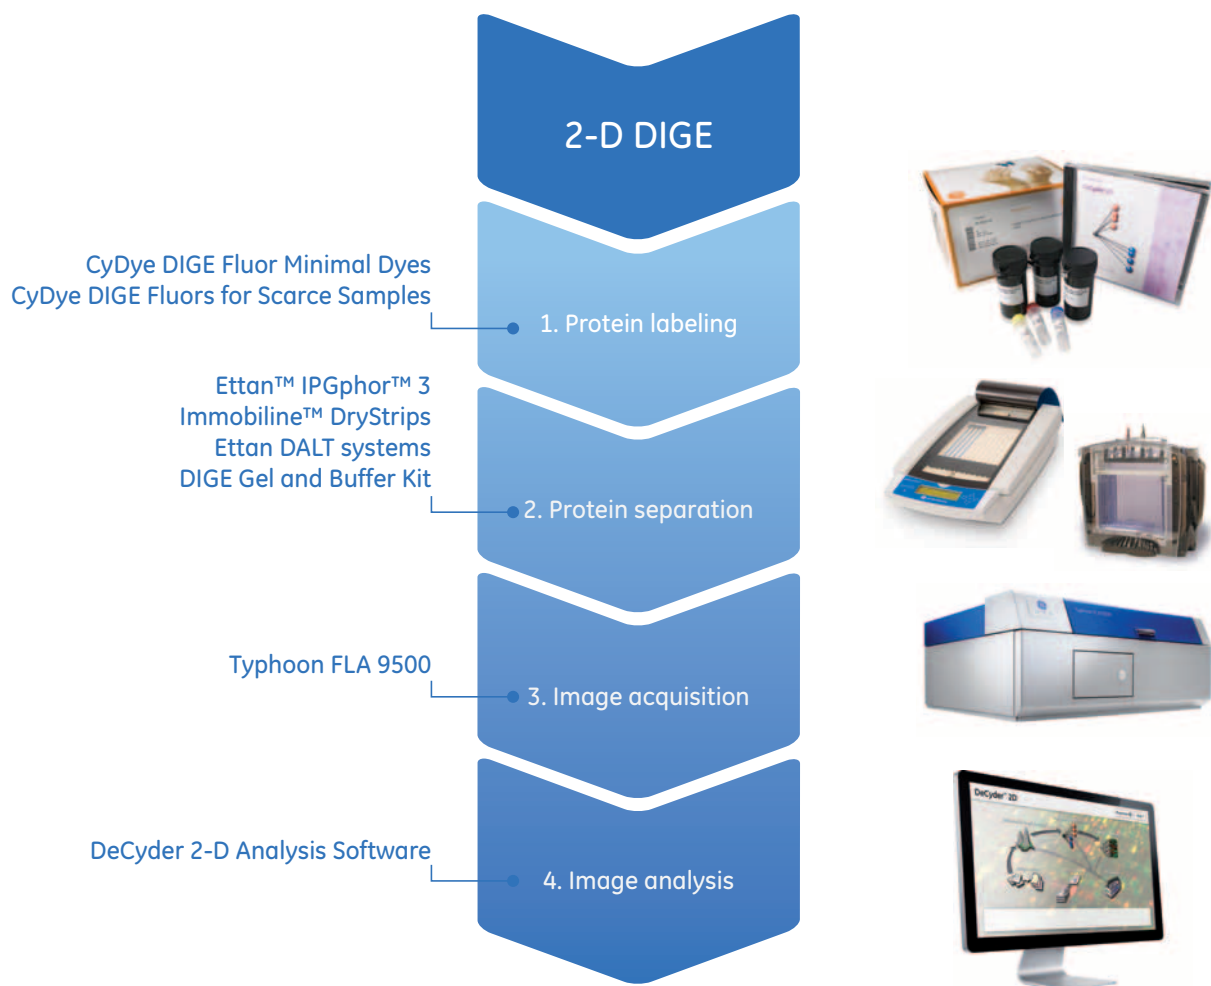 2-D DIGE
CyDye DIGE Fluor Minimal Dyes
CyDye DIGE Fluors for Scarce Samples
1. Protein labeling
Ettan™ IPGphor™ 3
Immobiline™ DryStrips
Ettan DALT systems
DIGE Gel and Buffer Kit
2. Protein separation
Typhoon FLA 9500
3. Image acquisition
DeCyder 2-D Analysis Software
4. Image analysis
DeCyder™ 2D